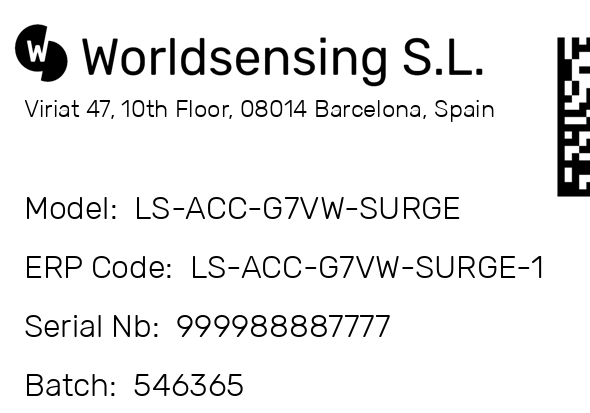 W Worldsensing S.L.
Viriat 47, 10th Floor, 08014 Barcelona, Spain
Model: LS-ACC-G7VW-SURGE
ERP Code: LS-ACC-G7VW-SURGE-1
Serial Nb: 999988887777
Batch: 546365